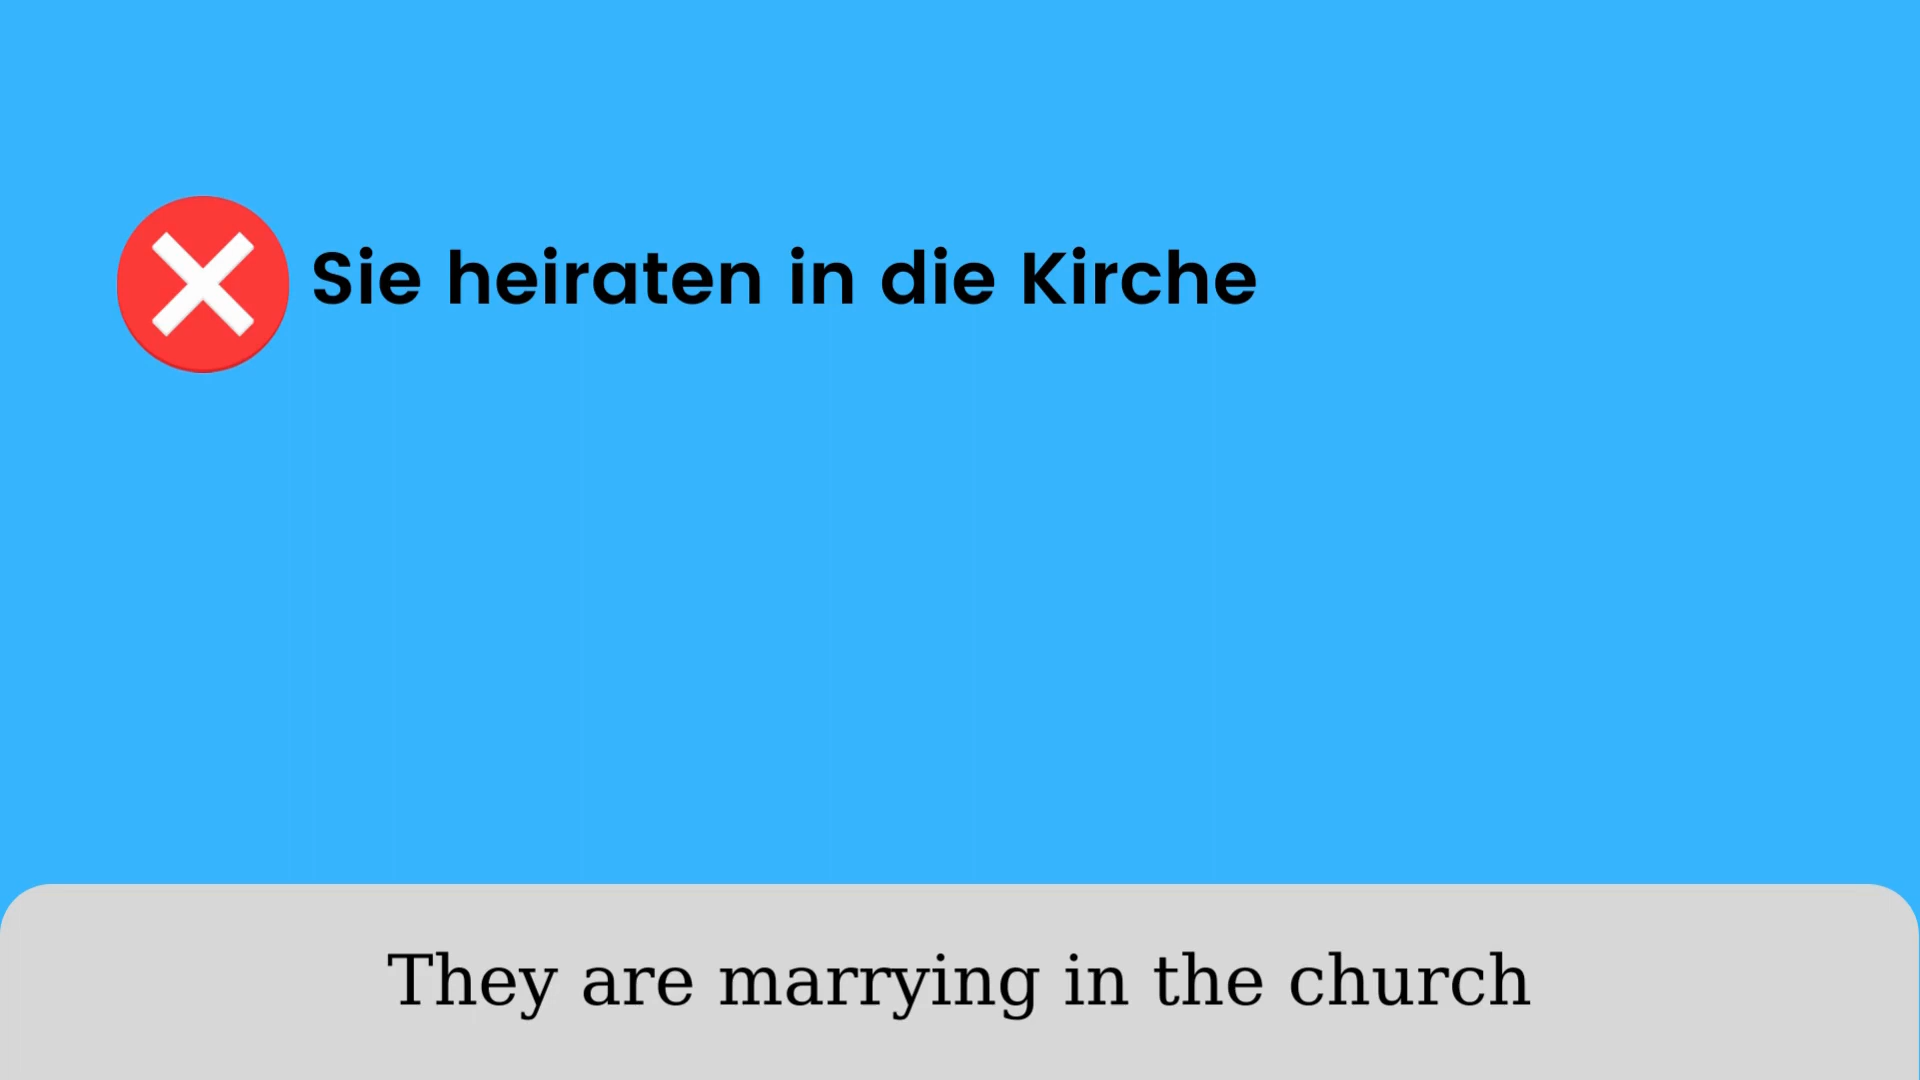 Sie heiraten in die Kirche
They are marrying in the church